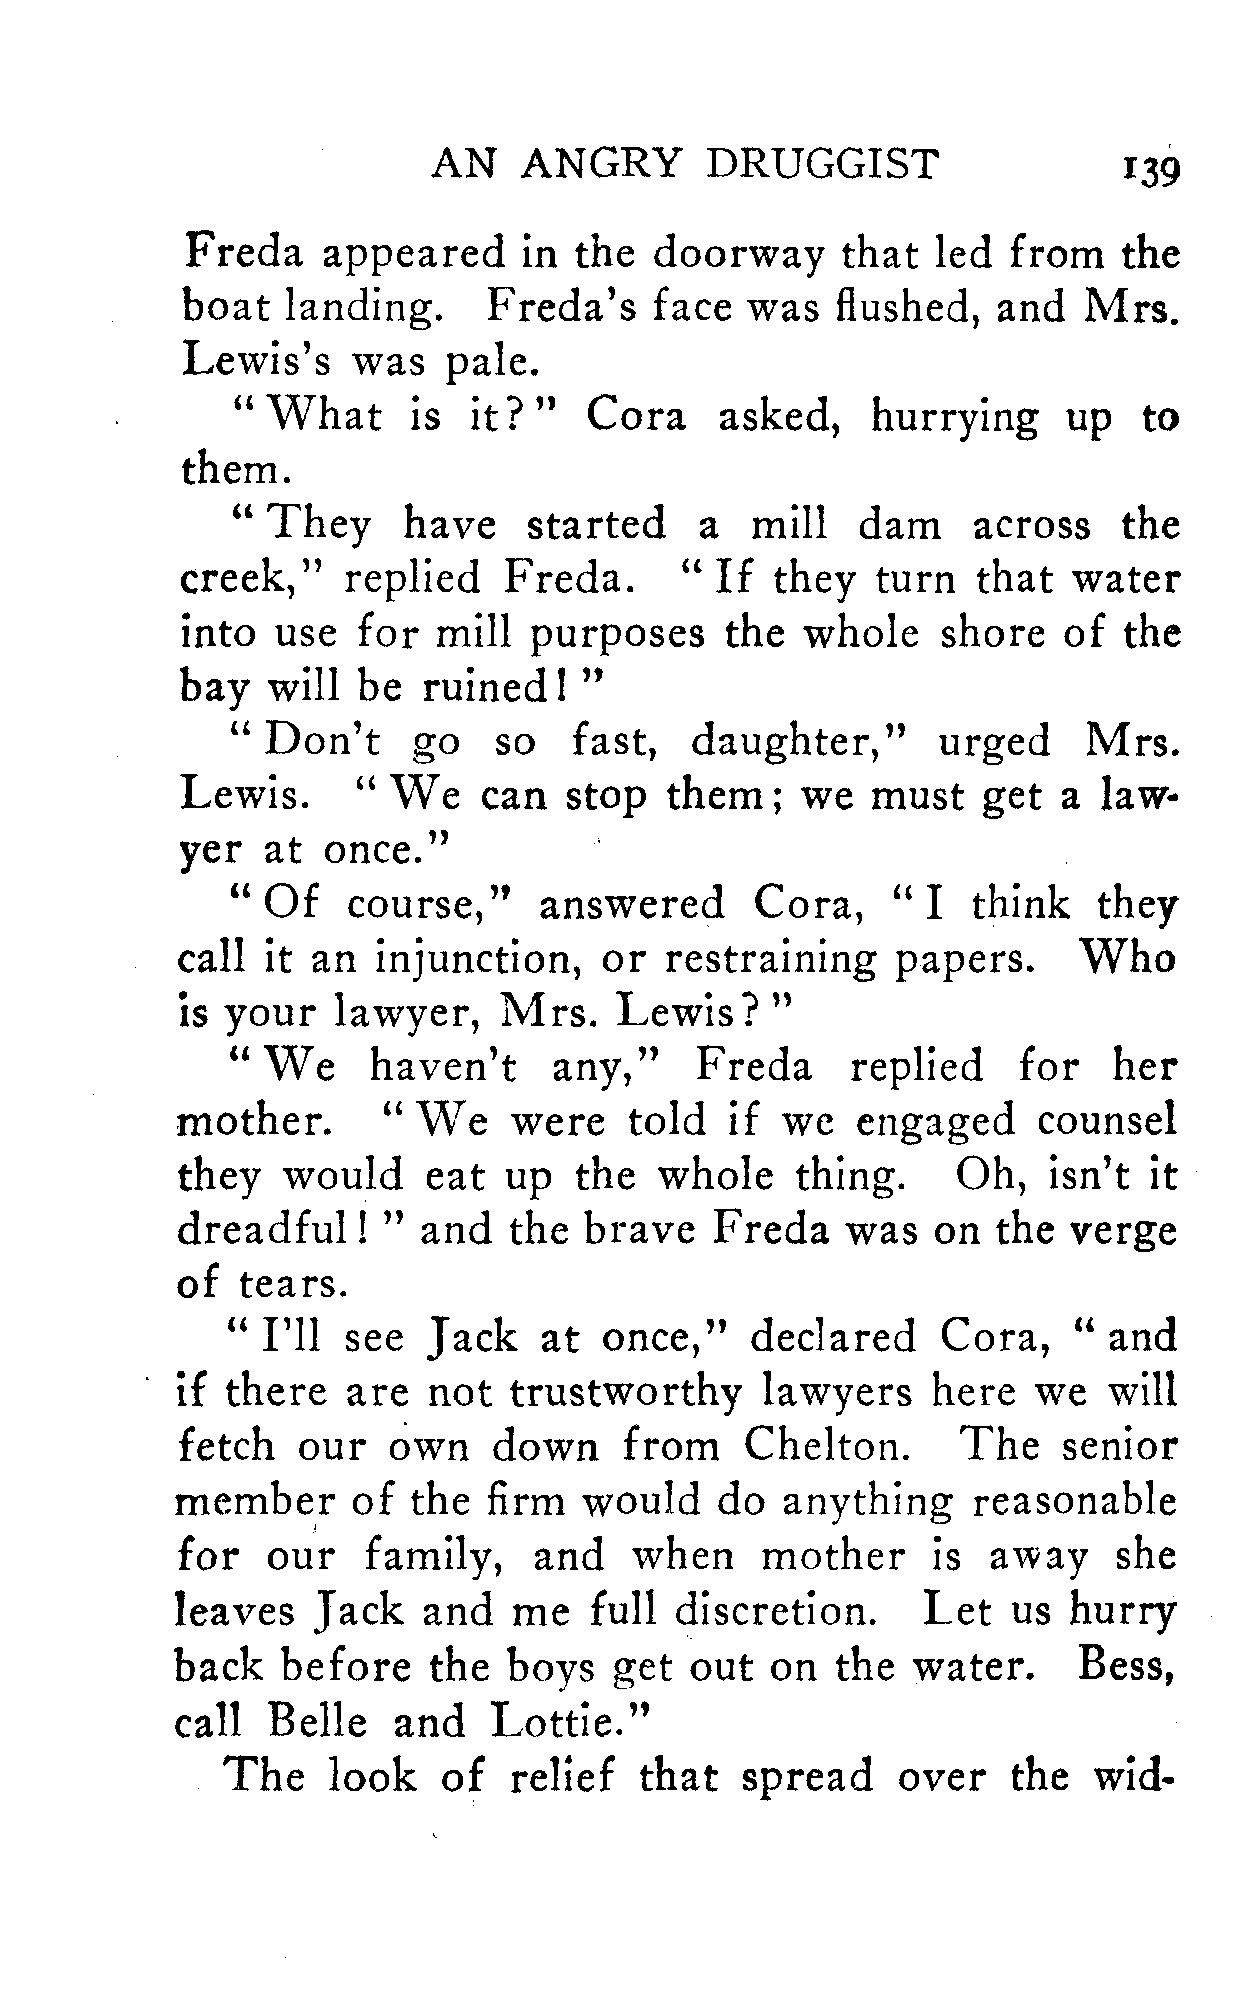 AN ANGRY DRUGGIST 139
Freda appeared in the doorway that led from the
boat landing. Freda's face was flushed, and Mrs.
Lewis's was pale.
"What is it?" Cora asked, hurrying up to
them.
"They have started a mill dam across the
creek," replied Freda. "If they turn that water
into use for mill purposes the whole shore of the
bay will be ruined!"
"Don't go so fast, daughter," urged Mrs.
Lewis. "We can stop them; we must get a law-
yer at once."
"Of course," answered Cora, "I think they
call it an injunction, or restraining papers. Who
is your lawyer, Mrs. Lewis?"
"We haven't any," Freda replied for her
mother. "We were told if we engaged counsel
they would eat up the whole thing. Oh, isn't it
dreadful!" and the brave Freda was on the verge
of tears.
"I'll see Jack at once," declared Cora, "and
if there are not trustworthy lawyers here we will
fetch our own down from Chelton. The senior
member of the firm would do anything reasonable
for our family, and when mother is away she
leaves Jack and me full discretion. Let us hurry
back before the boys get out on the water. Bess,
call Belle and Lottie."
The look of relief that spread over the wid-